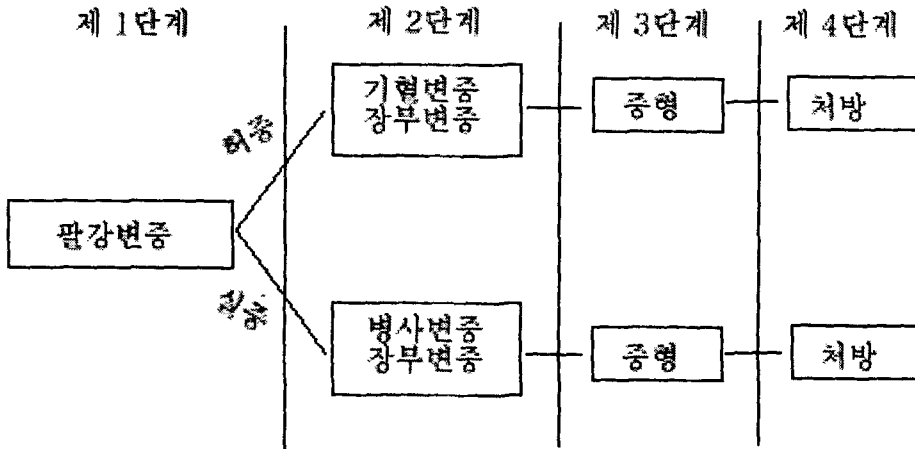 제 1단계
제 2단계
제 3단계
제 4단계
기혈변증
장부변증
증형
처방
허증
팔강변증
실증
병사변증
장부변증
증형
처방